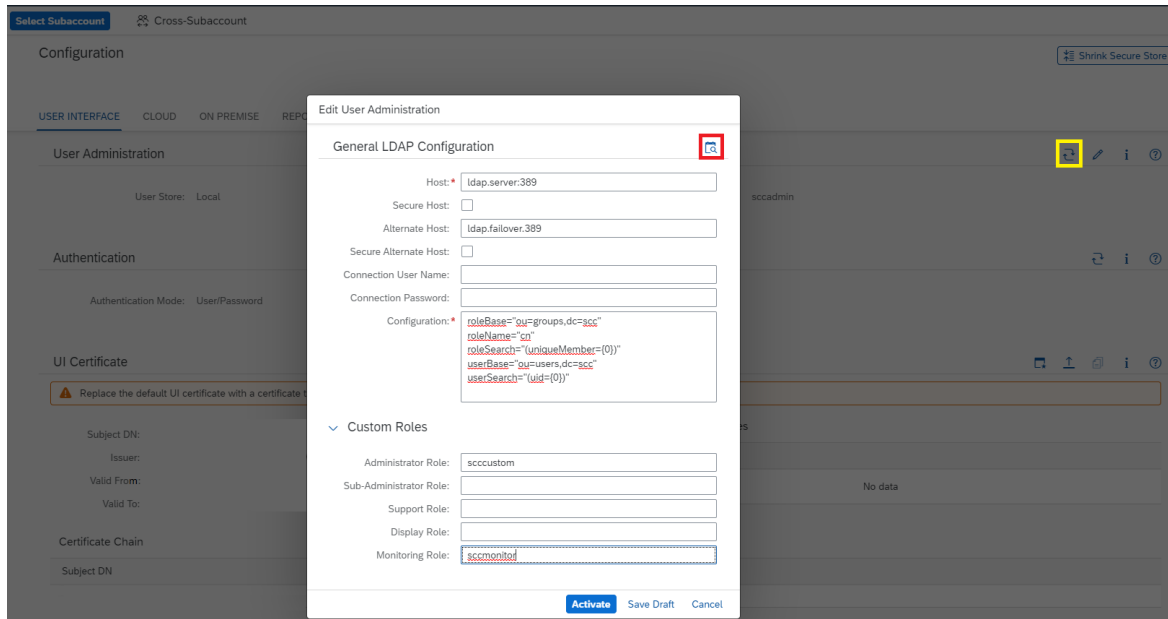 Select Subaccount
Cross-Subaccount
Configuration
Shrink Secure Store
USER INTERFACE
CLOUD
ON PREMISE
REPO
Edit User Administration
User Administration
General LDAP Configuration
User Store: Local
sccadmin
Host:* ldap.server:389
Secure Host:
Alternate Host: ldap.failover.389
Secure Alternate Host:
Connection User Name:
Connection Password:
Configuration:* roleBase="ou=groups,dc=scc"
roleName="cn"
roleSearch="(uniqueMember={0})"
userBase="ou=users,dc=scc"
userSearch="(uid={0})"
Authentication
Authentication Mode: User/Password
UI Certificate
Replace the default UI certificate with a certificate t
Custom Roles
Subject DN:
es
Issuer:
Valid From:
No data
Valid To:
Administrator Role: scccustom
Sub-Administrator Role:
Support Role:
Display Role:
Monitoring Role: sccmonitor
Certificate Chain
Subject DN
Activate
Save Draft
Cancel